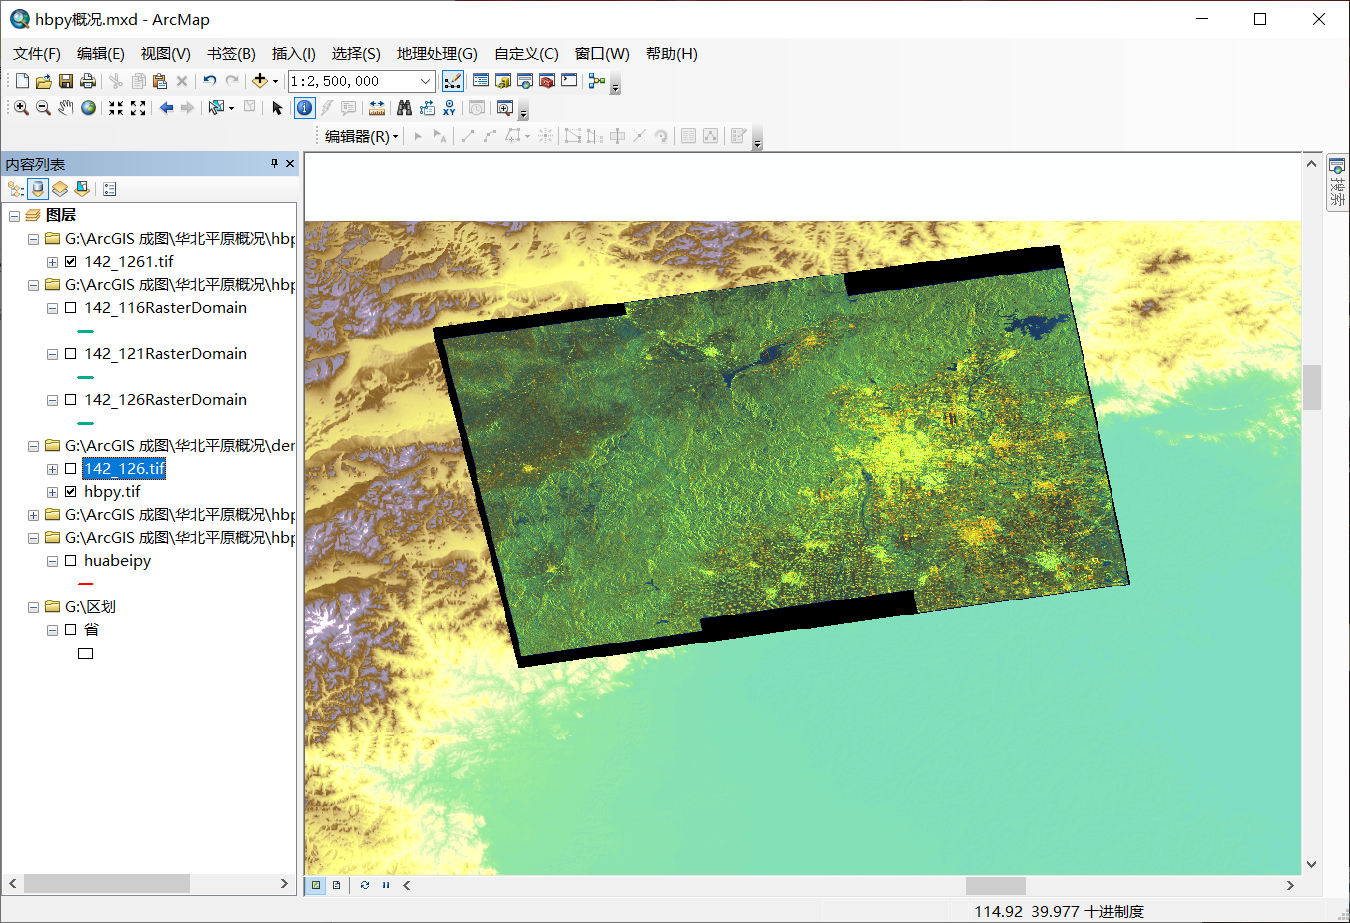 hbpy概况.mxd - ArcMap
文件(F) 编辑(E) 视图(V) 书签(B) 插入(I) 选择(S) 地理处理(G) 自定义(C) 窗口(W) 帮助(H)
1:2,500,000
编辑器(R)
内容列表
图层
G:\ArcGIS 成图\华北平原概况\hbp
142_1261.tif
G:\ArcGIS 成图\华北平原概况\hbp
142_116RasterDomain
142_121RasterDomain
142_126RasterDomain
G:\ArcGIS 成图\华北平原概况\der
142_126.tif
hbpy.tif
G:\ArcGIS 成图\华北平原概况\hbp
G:\ArcGIS 成图\华北平原概况\hbp
huabeipy
G:\区划
省
搜索
114.92 39.977 十进制度